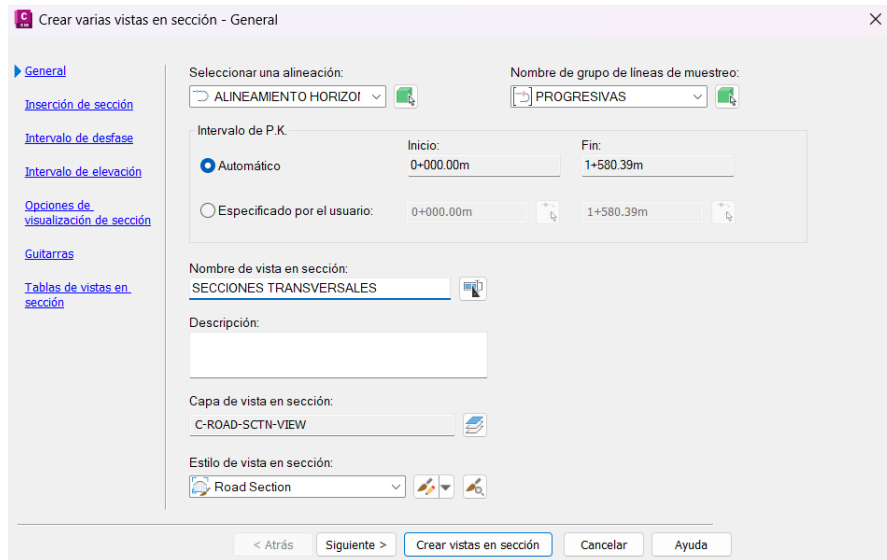 Crear varias vistas en sección - General
General
Inserción de sección
Intervalo de desfase
Intervalo de elevación
Opciones de
visualización de sección
Guitarras
Tablas de vistas en
sección
Seleccionar una alineación:
ALINEAMIENTO HORIZO
Nombre de grupo de líneas de muestreo:
PROGRESIVAS
Intervalo de P.K.
Inicio:
Fin:
Automático
0+000.00m
1+580.39m
Especificado por el usuario:
0+000.00m
1+580.39m
Nombre de vista en sección:
SECCIONES TRANSVERSALES
Descripción:
Capa de vista en sección:
C-ROAD-SCTN-VIEW
Estilo de vista en sección:
Road Section
< Atrás
Siguiente >
Crear vistas en sección
Cancelar
Ayuda